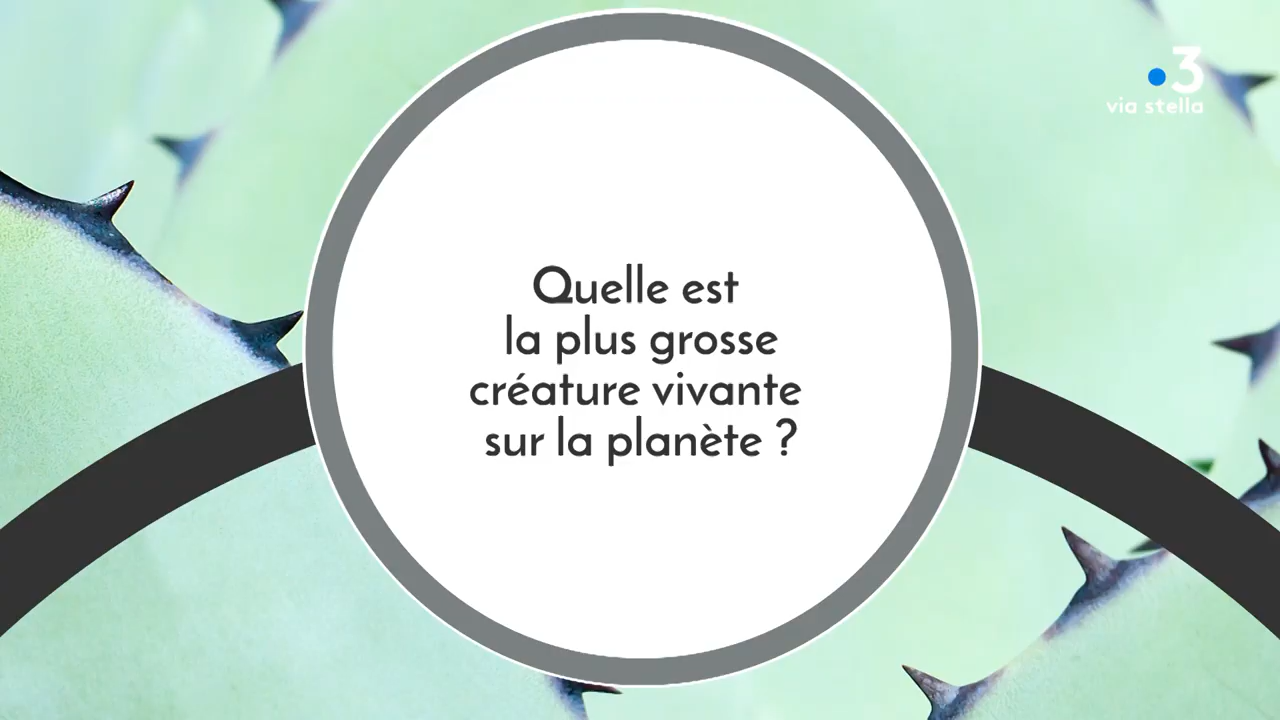 3
via stella
Quelle est
la plus grosse
créature vivante
sur la planète ?